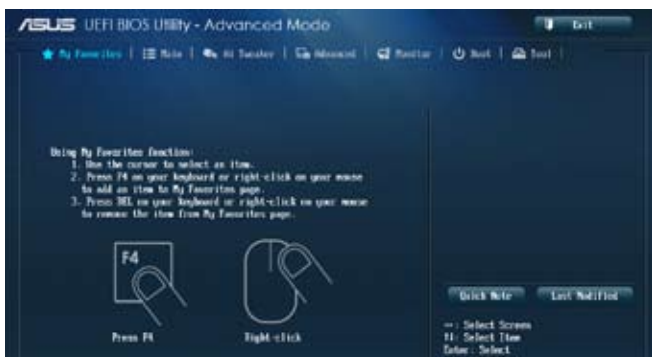 ASUS UEFI BIOS Utility - Advanced Mode
Exit
My Favorites | Main | Ai Tweaker | Advanced | Monitor | Boot | Tool
Using My Favorites function:
1. Use the cursor to select an item.
2. Press F4 on your keyboard or right-click on your mouse
to add an item to My Favorites page.
3. Press DEL on your keyboard or right-click on your mouse
to remove the item from My Favorites page.
F4
Press F4
Right-click
Quick Note
Last Modified
→←: Select Screen
↑↓: Select Item
Enter: Select